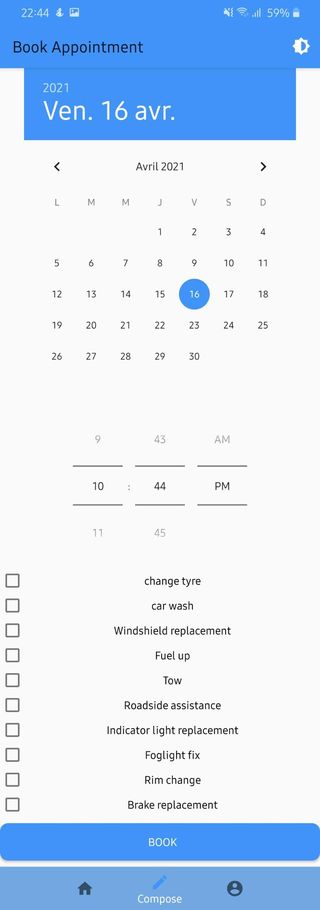 22:44 59%
Book Appointment
2021
Ven. 16 avr.
Avril 2021
L M M J V S D
1 2 3 4
5 6 7 8 9 10 11
12 13 14 15 16 17 18
19 20 21 22 23 24 25
26 27 28 29 30
9 43 AM
10 : 44 PM
11 45
change tyre
car wash
Windshield replacement
Fuel up
Tow
Roadside assistance
Indicator light replacement
Foglight fix
Rim change
Brake replacement
BOOK
Compose